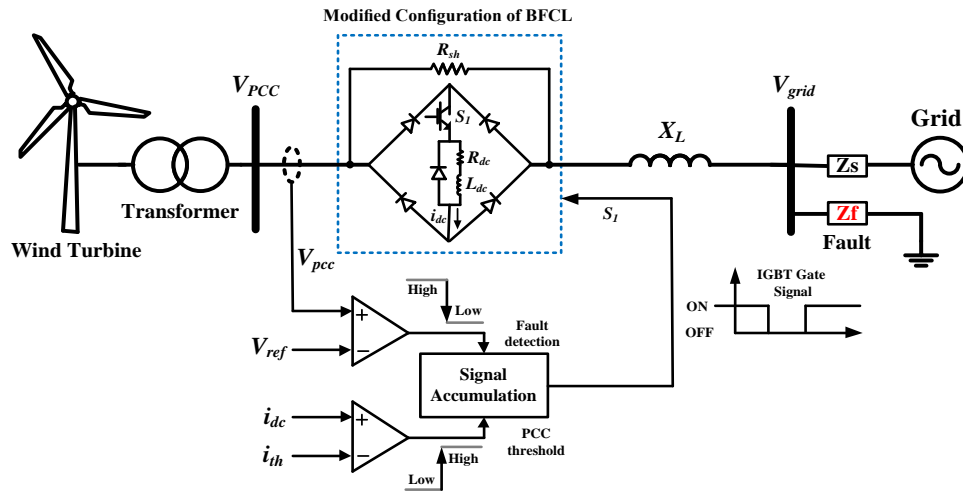 Modified Configuration of BFCL
R_sh
V_PCC
S_1
R_dc
L_dc
i_dc
X_L
V_grid
Grid
Zs
Zf
Fault
Transformer
Wind Turbine
V_pcc
S_1
High
Low
IGBT Gate
Signal
ON
OFF
+
−
V_ref
Fault
detection
Signal
Accumulation
i_dc
+
−
i_th
PCC
threshold
High
Low